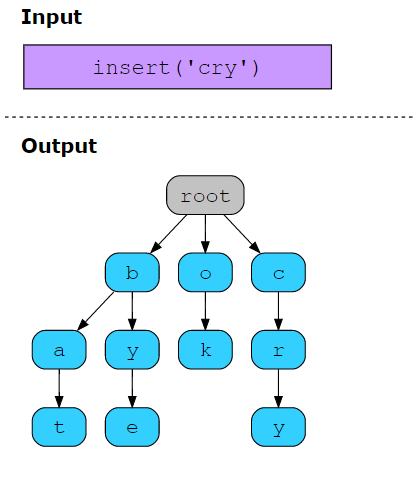 Input
insert('cry')
Output
root
b o c
a y k r
t e y